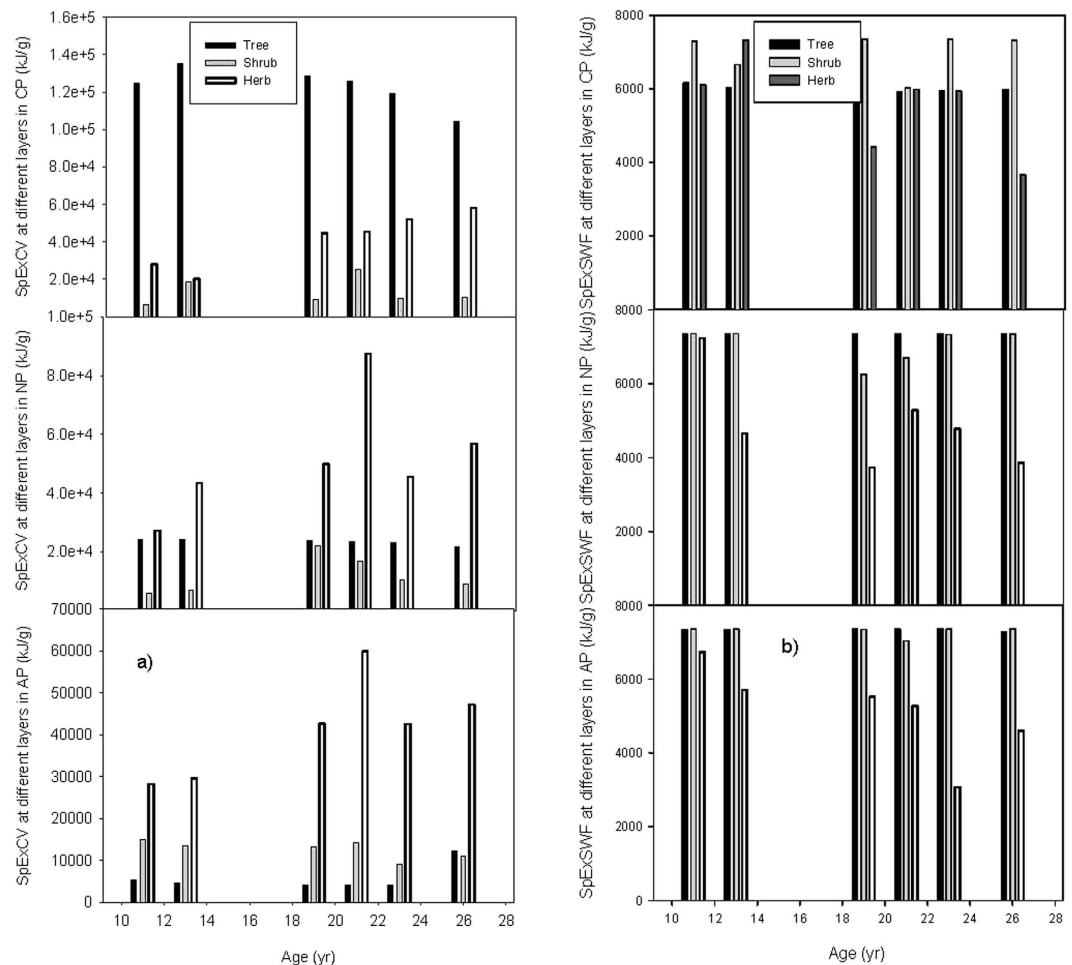 SpExCV at different layers in CP (kJ/g)
1.6e+5
1.4e+5
1.2e+5
1.0e+5
8.0e+4
6.0e+4
4.0e+4
2.0e+4
Tree
Shrub
Herb
SpExCV at different layers in NP (kJ/g)
1.0e+5
8.0e+4
6.0e+4
4.0e+4
2.0e+4
SpExCV at different layers in AP (kJ/g)
70000
60000
50000
40000
30000
20000
10000
0
a)
10 12 14 16 18 20 22 24 26 28
Age (yr)
SpExSWF at different layers in CP (kJ/g)
8000
6000
4000
2000
Tree
Shrub
Herb
SpExSWF at different layers in NP (kJ/g)
8000
6000
4000
2000
SpExSWF at different layers in AP (kJ/g)
8000
6000
4000
2000
0
b)
10 12 14 16 18 20 22 24 26 28
Age (yr)